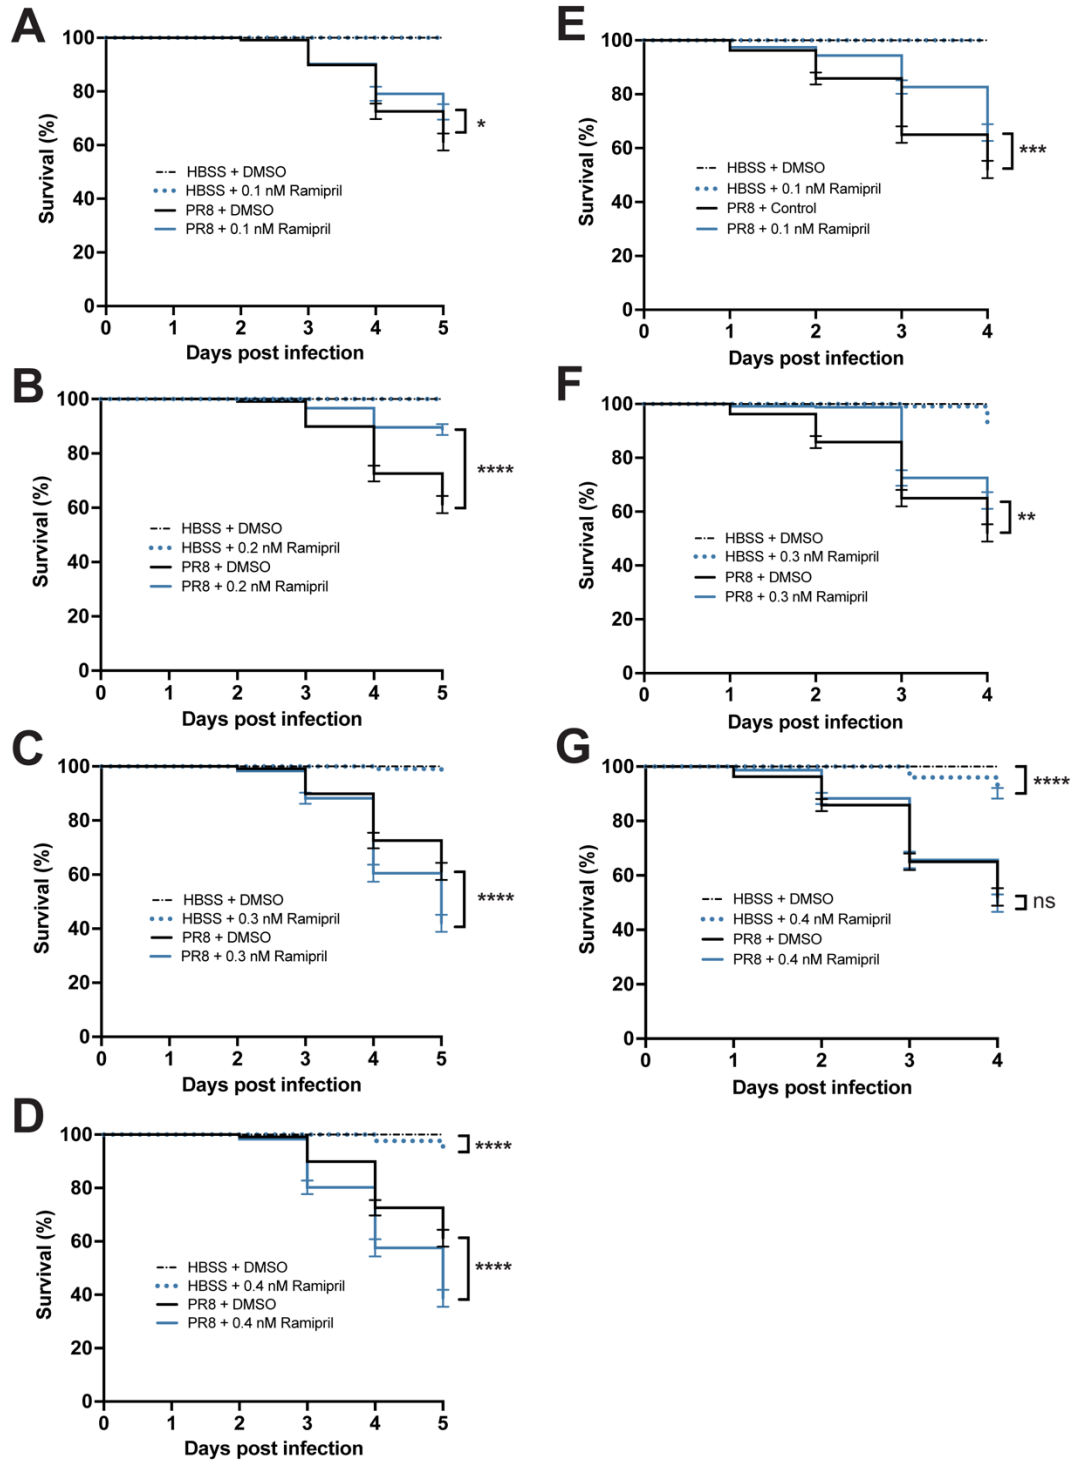 A
Survival (%)
100
80
60
40
20
0
HBSS + DMSO
HBSS + 0.1 nM Ramipril
PR8 + DMSO
PR8 + 0.1 nM Ramipril
*
0 1 2 3 4 5
Days post infection
B
Survival (%)
100
80
60
40
20
0
HBSS + DMSO
HBSS + 0.2 nM Ramipril
PR8 + DMSO
PR8 + 0.2 nM Ramipril
****
0 1 2 3 4 5
Days post infection
C
Survival (%)
100
80
60
40
20
0
HBSS + DMSO
HBSS + 0.3 nM Ramipril
PR8 + DMSO
PR8 + 0.3 nM Ramipril
****
0 1 2 3 4 5
Days post infection
D
Survival (%)
100
80
60
40
20
0
****
HBSS + DMSO
HBSS + 0.4 nM Ramipril
PR8 + DMSO
PR8 + 0.4 nM Ramipril
****
0 1 2 3 4 5
Days post infection
E
Survival (%)
100
80
60
40
20
0
HBSS + DMSO
HBSS + 0.1 nM Ramipril
PR8 + Control
PR8 + 0.1 nM Ramipril
***
0 1 2 3 4
Days post infection
F
Survival (%)
100
80
60
40
20
0
HBSS + DMSO
HBSS + 0.3 nM Ramipril
PR8 + DMSO
PR8 + 0.3 nM Ramipril
**
0 1 2 3 4
Days post infection
G
Survival (%)
100
80
60
40
20
0
****
HBSS + DMSO
HBSS + 0.4 nM Ramipril
PR8 + DMSO
PR8 + 0.4 nM Ramipril
ns
0 1 2 3 4
Days post infection